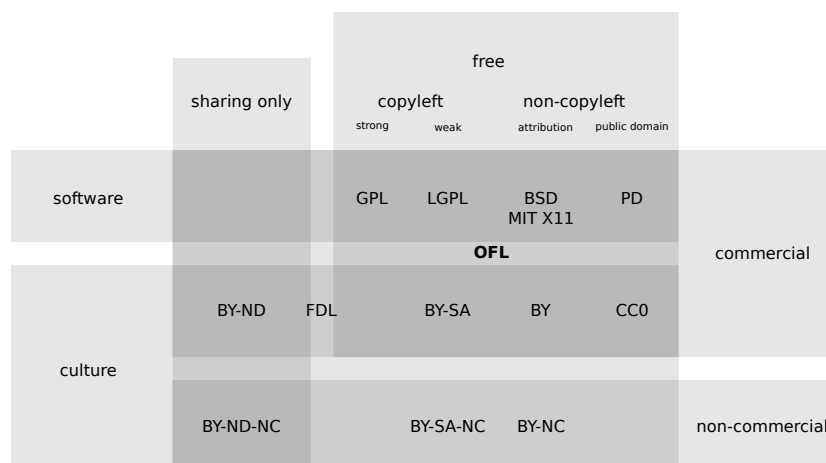 free
sharing only copyleft non-copyleft
strong weak attribution public domain
software GPL LGPL BSD PD
MIT X11
OFL commercial
BY-ND FDL BY-SA BY CC0
culture
BY-ND-NC BY-SA-NC BY-NC non-commercial